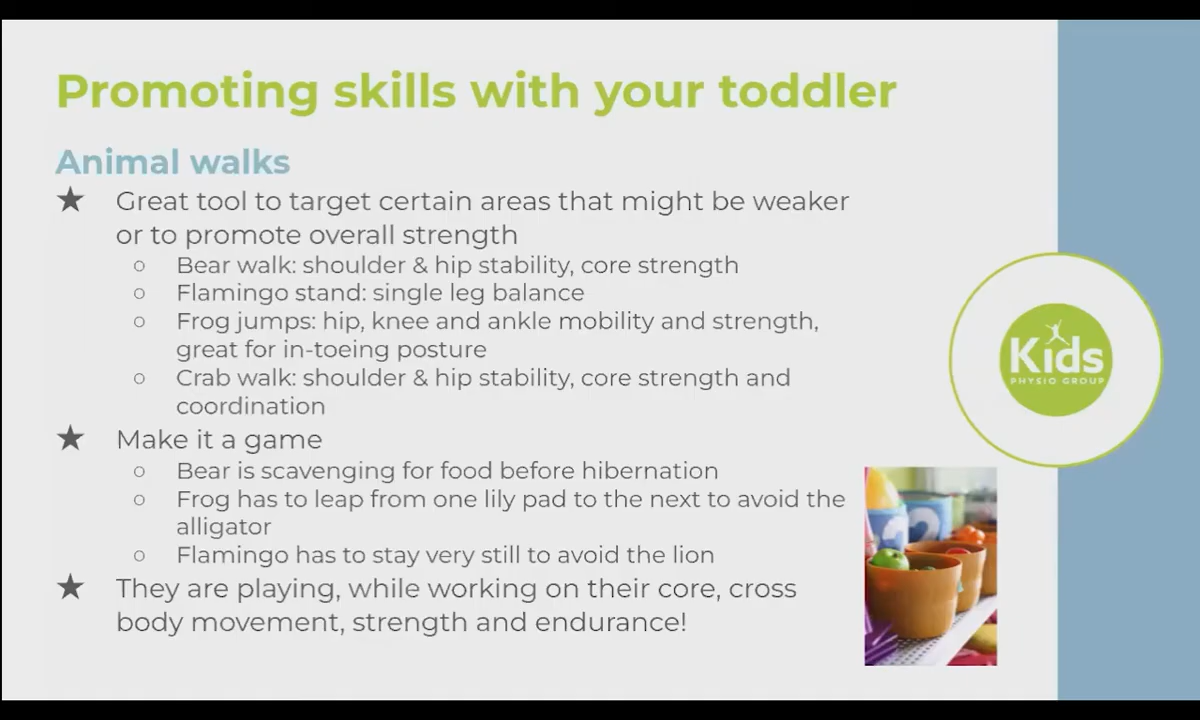 Promoting skills with your toddler
Animal walks
★ Great tool to target certain areas that might be weaker
or to promote overall strength
○ Bear walk: shoulder & hip stability, core strength
○ Flamingo stand: single leg balance
○ Frog jumps: hip, knee and ankle mobility and strength,
great for in-toeing posture
○ Crab walk: shoulder & hip stability, core strength and
coordination
★ Make it a game
○ Bear is scavenging for food before hibernation
○ Frog has to leap from one lily pad to the next to avoid the
alligator
○ Flamingo has to stay very still to avoid the lion
★ They are playing, while working on their core, cross
body movement, strength and endurance!
Kids
PHYSIO GROUP
2